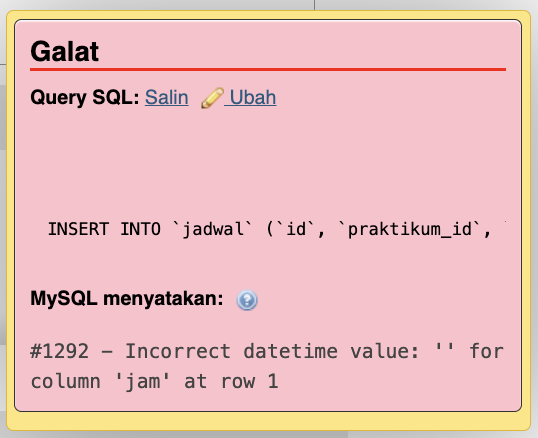 Galat
Query SQL: Salin Ubah
INSERT INTO `jadwal` (`id`, `praktikum_id`, `
MySQL menyatakan:
#1292 - Incorrect datetime value: '' for
column 'jam' at row 1